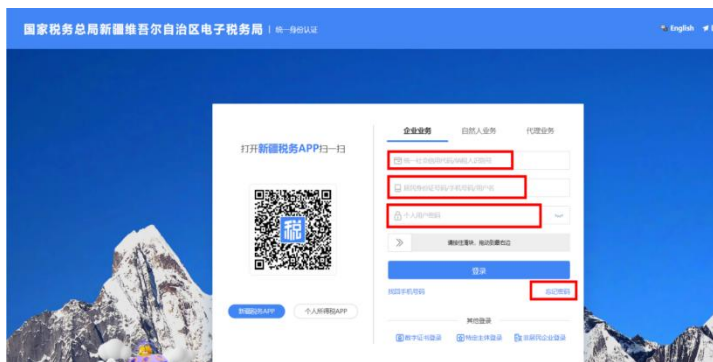 国家税务总局新疆维吾尔自治区电子税务局 | 统一身份认证
English
打开新疆税务APP扫一扫
税
新疆税务APP
个人所得税APP
企业业务 自然人业务 代理业务
统一社会信用代码/纳税人识别号
居民身份证号码/手机号码/用户名
个人用户密码
请按住滑块，拖动到最右边
登录
找回手机号码 忘记密码
其他登录
数字证书登录 特定主体登录 非居民企业登录